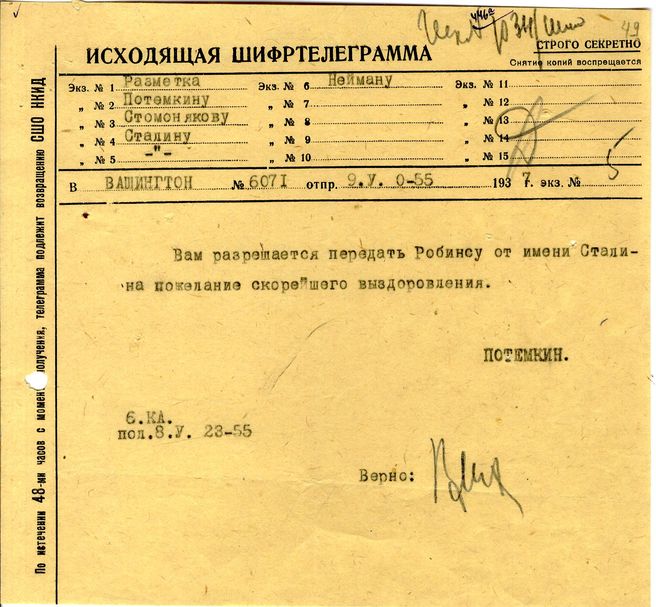 49
ИСХОДЯЩАЯ ШИФРТЕЛЕГРАММА
СТРОГО СЕКРЕТНО
Снятие копий воспрещается
Экз. № 1 Разметка Экз. № 6 Нейману Экз. № 11
„ № 2 Потемкину „ № 7 „ № 12
„ № 3 Стомонякову „ № 8 „ № 13
„ № 4 Сталину „ № 9 „ № 14
„ № 5 -"- „ № 10 „ № 15
В ВАШИНГТОН № 6071 отпр. 9.У. 0-55 1937 г. экз. № 5
Вам разрешается передать Робинсу от имени Стали-
на пожелание скорейшего выздоровления.
ПОТЕМКИН.
6.КА.
пол.8.У. 23-55
Верно:
По истечении 48-ми часов с момента получения, телеграмма подлежит возвращению СШО НКИД